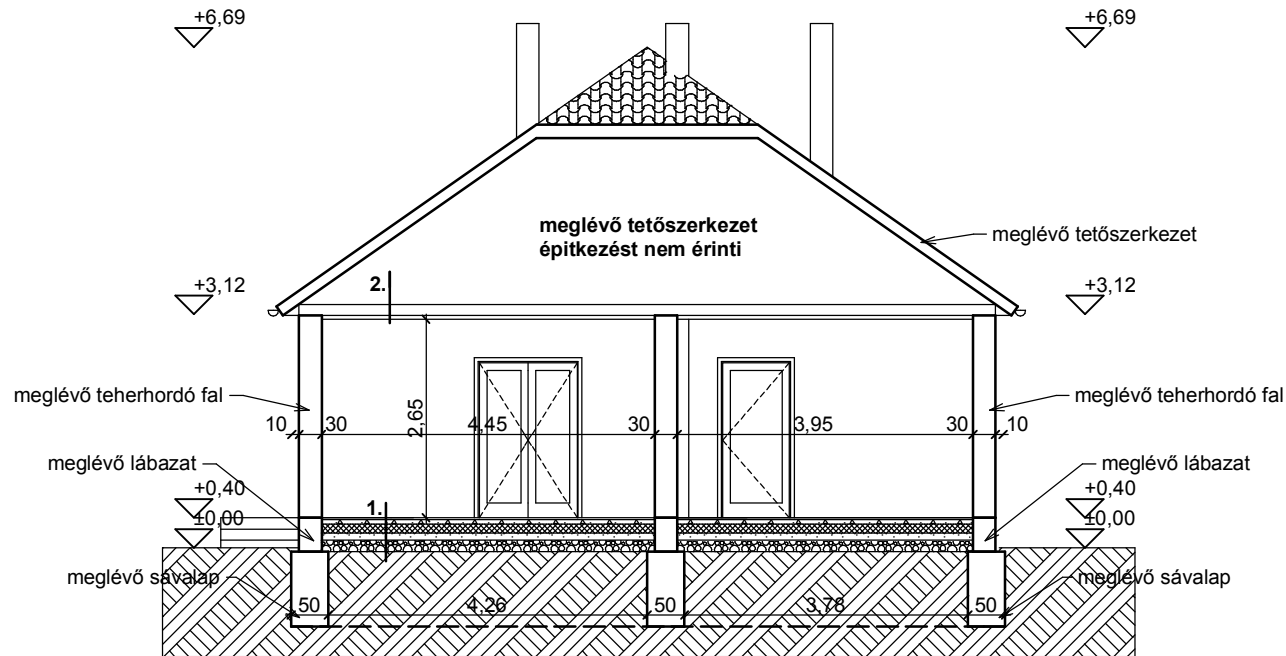 +6,69
+6,69
meglévő tetőszerkezet
épitkezést nem érinti
meglévő tetőszerkezet
+3,12
2.
+3,12
meglévő teherhordó fal
meglévő teherhordó fal
10
30
2,65
4,45
30
3,95
30
10
meglévő lábazat
meglévő lábazat
+0,40
+0,40
1.
±0,00
±0,00
meglévő sávalap
meglévő sávalap
50
4,26
50
3,78
50